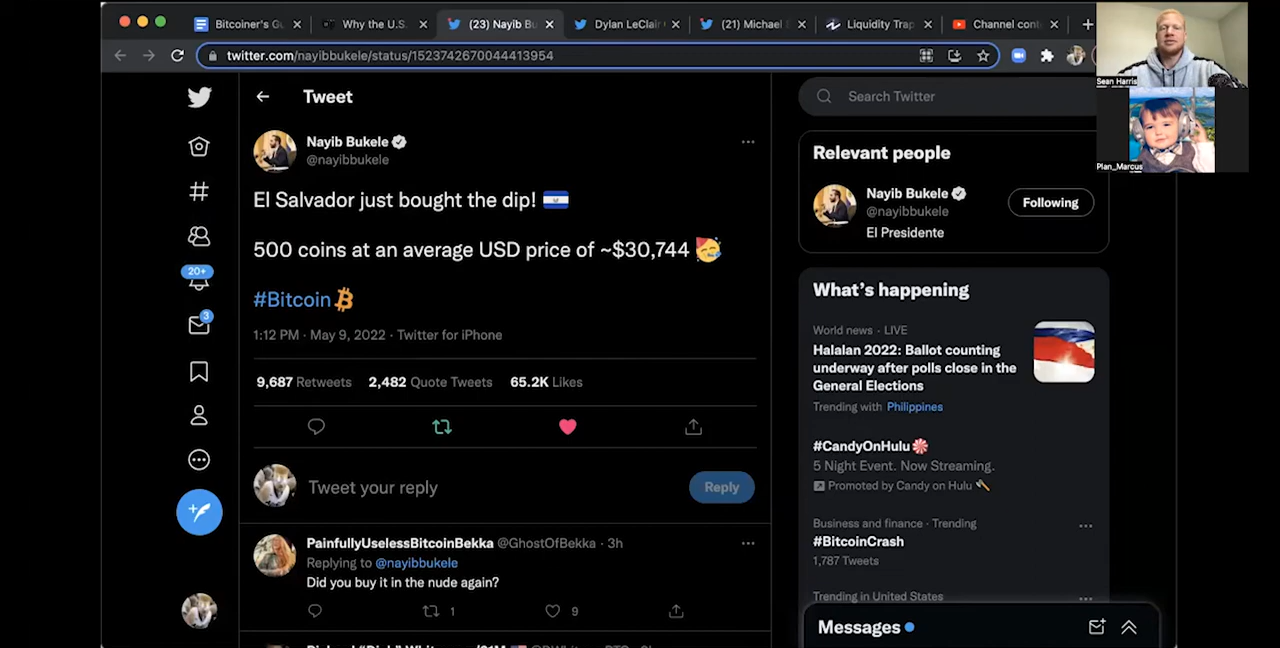 Bitcoiner's Gu
Why the U.S.
(23) Nayib Bu
Dylan LeClair
(21) Michael
Liquidity Trap
Channel cont
twitter.com/nayibbukele/status/1523742670044413954
Sean Harris
Plan_Marcus
Tweet
Nayib Bukele
@nayibbukele
El Salvador just bought the dip! 🇸🇻
500 coins at an average USD price of ~$30,744 🥳
#Bitcoin
1:12 PM · May 9, 2022 · Twitter for iPhone
9,687 Retweets 2,482 Quote Tweets 65.2K Likes
20+
3
Tweet your reply
Reply
PainfullyUselessBitcoinBekka @GhostOfBekka · 3h
Replying to @nayibbukele
Did you buy it in the nude again?
1
9
Search Twitter
Relevant people
Nayib Bukele
@nayibbukele
Following
El Presidente
What's happening
World news · LIVE
Halalan 2022: Ballot counting
underway after polls close in the
General Elections
Trending with Philippines
#CandyOnHulu
5 Night Event. Now Streaming.
Promoted by Candy on Hulu 🪓
Business and finance · Trending
#BitcoinCrash
1,787 Tweets
Trending in United States
Messages